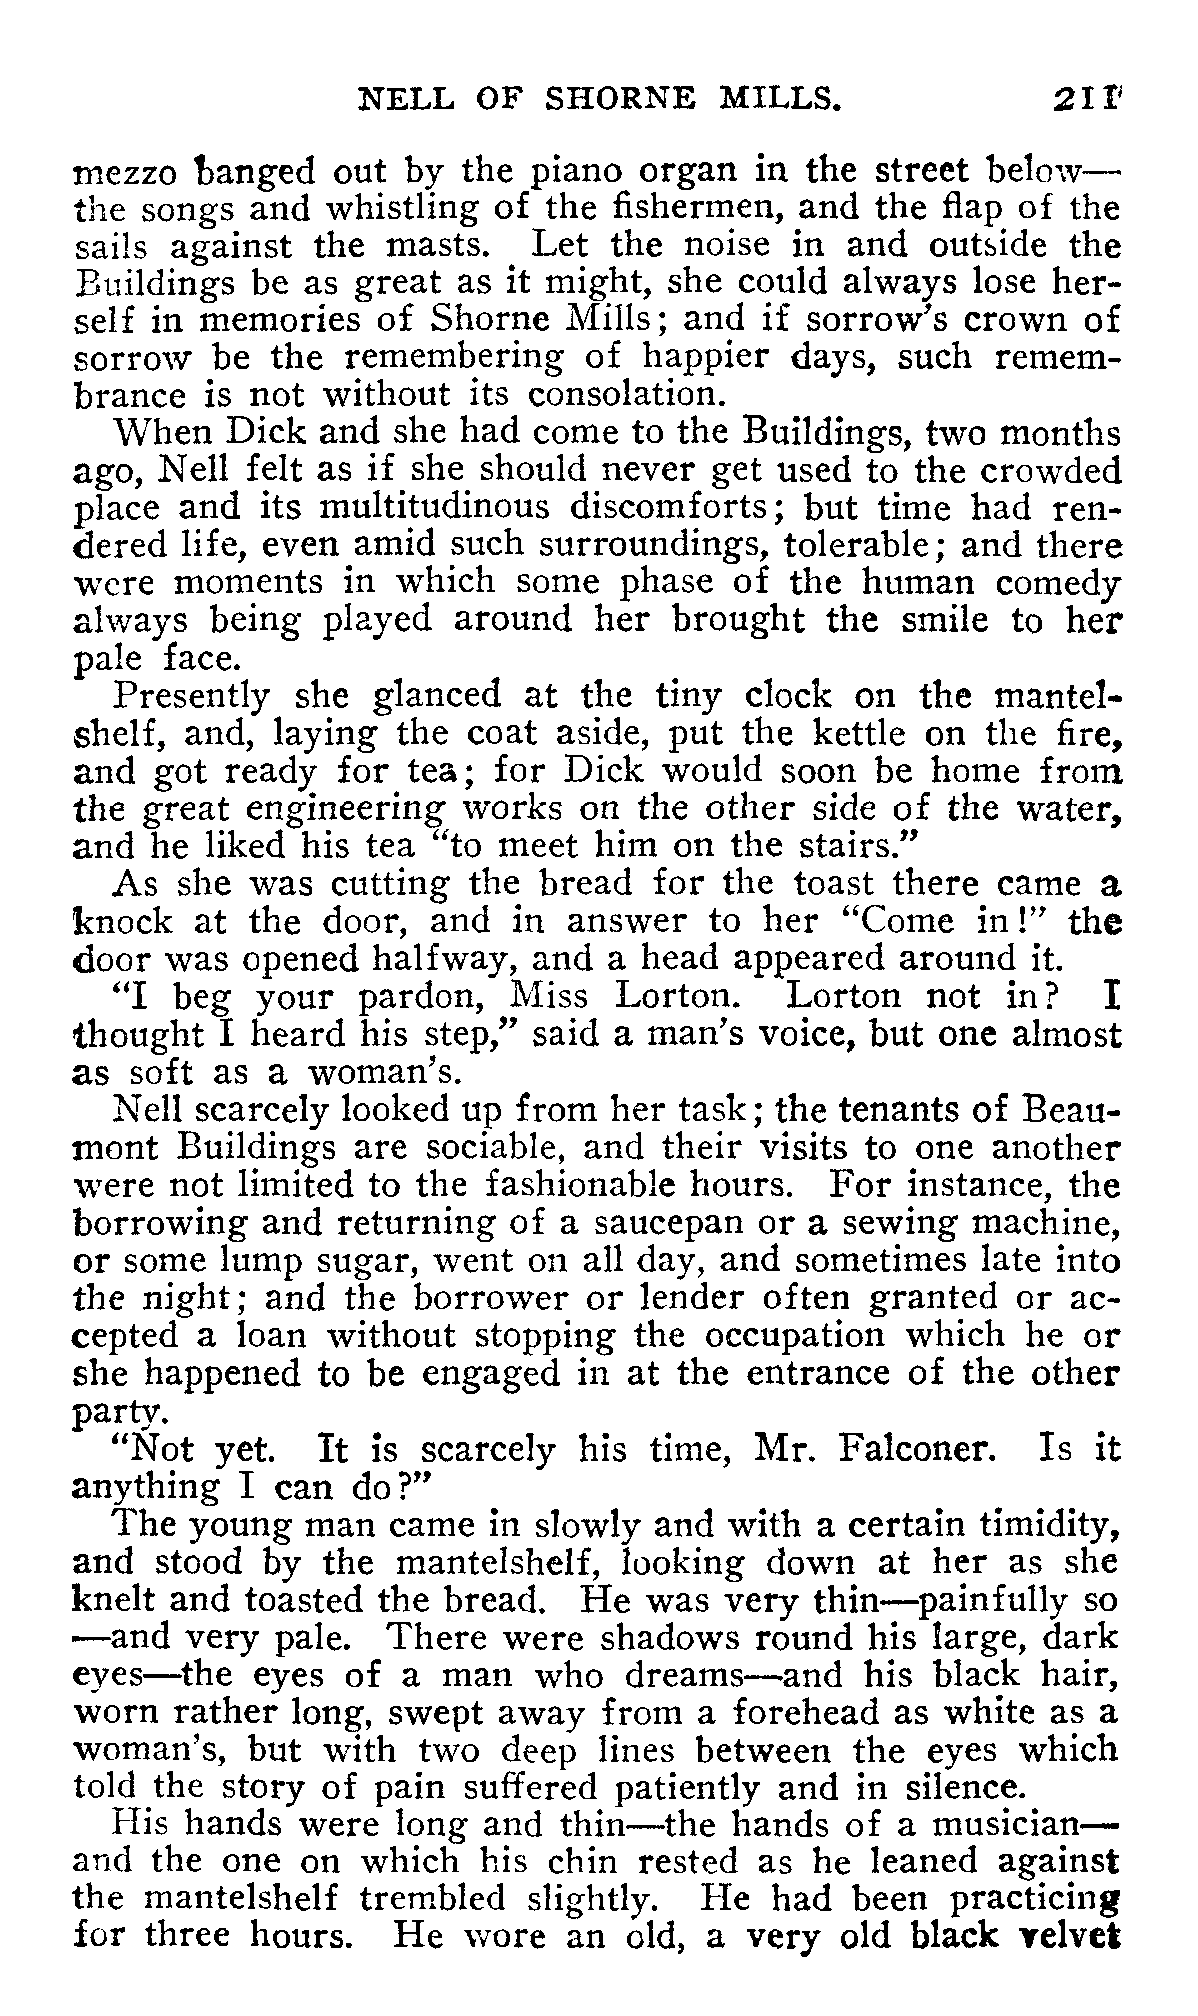 NELL OF SHORNE MILLS. 211
mezzo banged out by the piano organ in the street below—
the songs and whistling of the fishermen, and the flap of the
sails against the masts. Let the noise in and outside the
Buildings be as great as it might, she could always lose her-
self in memories of Shorne Mills; and if sorrow's crown of
sorrow be the remembering of happier days, such remem-
brance is not without its consolation.
When Dick and she had come to the Buildings, two months
ago, Nell felt as if she should never get used to the crowded
place and its multitudinous discomforts; but time had ren-
dered life, even amid such surroundings, tolerable; and there
were moments in which some phase of the human comedy
always being played around her brought the smile to her
pale face.
Presently she glanced at the tiny clock on the mantel-
shelf, and, laying the coat aside, put the kettle on the fire,
and got ready for tea; for Dick would soon be home from
the great engineering works on the other side of the water,
and he liked his tea "to meet him on the stairs."
As she was cutting the bread for the toast there came a
knock at the door, and in answer to her "Come in!" the
door was opened halfway, and a head appeared around it.
"I beg your pardon, Miss Lorton. Lorton not in? I
thought I heard his step," said a man's voice, but one almost
as soft as a woman's.
Nell scarcely looked up from her task; the tenants of Beau-
mont Buildings are sociable, and their visits to one another
were not limited to the fashionable hours. For instance, the
borrowing and returning of a saucepan or a sewing machine,
or some lump sugar, went on all day, and sometimes late into
the night; and the borrower or lender often granted or ac-
cepted a loan without stopping the occupation which he or
she happened to be engaged in at the entrance of the other
party.
"Not yet. It is scarcely his time, Mr. Falconer. Is it
anything I can do?"
The young man came in slowly and with a certain timidity,
and stood by the mantelshelf, looking down at her as she
knelt and toasted the bread. He was very thin—painfully so
—and very pale. There were shadows round his large, dark
eyes—the eyes of a man who dreams—and his black hair,
worn rather long, swept away from a forehead as white as a
woman's, but with two deep lines between the eyes which
told the story of pain suffered patiently and in silence.
His hands were long and thin—the hands of a musician—
and the one on which his chin rested as he leaned against
the mantelshelf trembled slightly. He had been practicing
for three hours. He wore an old, a very old black velvet